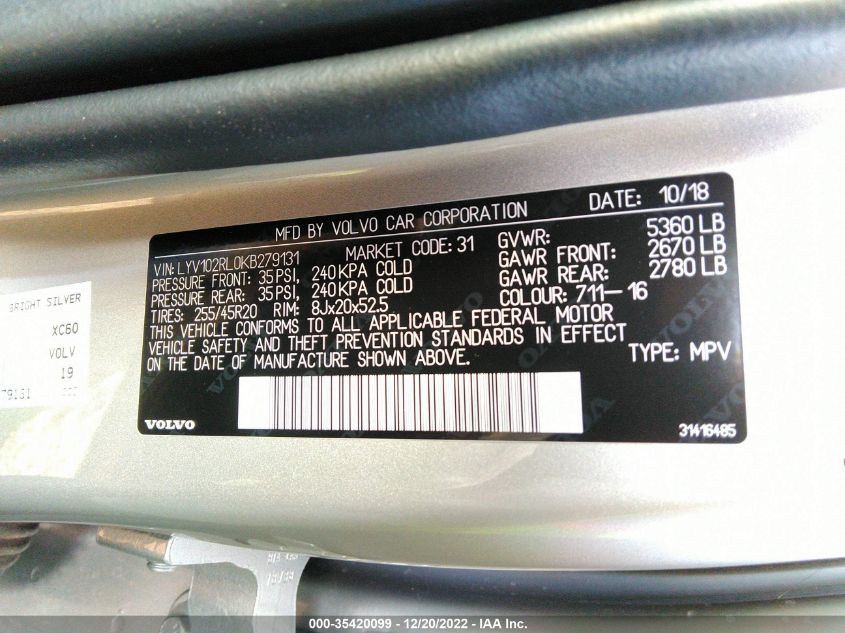 MFD BY VOLVO CAR CORPORATION DATE: 10/18
VIN: LYV102RL0KB279131 MARKET CODE: 31 GVWR: 5360 LB
PRESSURE FRONT: 35 PSI, 240 KPA COLD GAWR FRONT: 2670 LB
PRESSURE REAR: 35 PSI, 240 KPA COLD GAWR REAR: 2780 LB
TIRES: 255/45R20 RIM: 8Jx20x52.5 COLOUR: 711-16
THIS VEHICLE CONFORMS TO ALL APPLICABLE FEDERAL MOTOR
VEHICLE SAFETY AND THEFT PREVENTION STANDARDS IN EFFECT
ON THE DATE OF MANUFACTURE SHOWN ABOVE. TYPE: MPV
VOLVO 31416485
BRIGHT SILVER
XC60
VOLV
19
79131
000-35420099 - 12/20/2022 - IAA Inc.